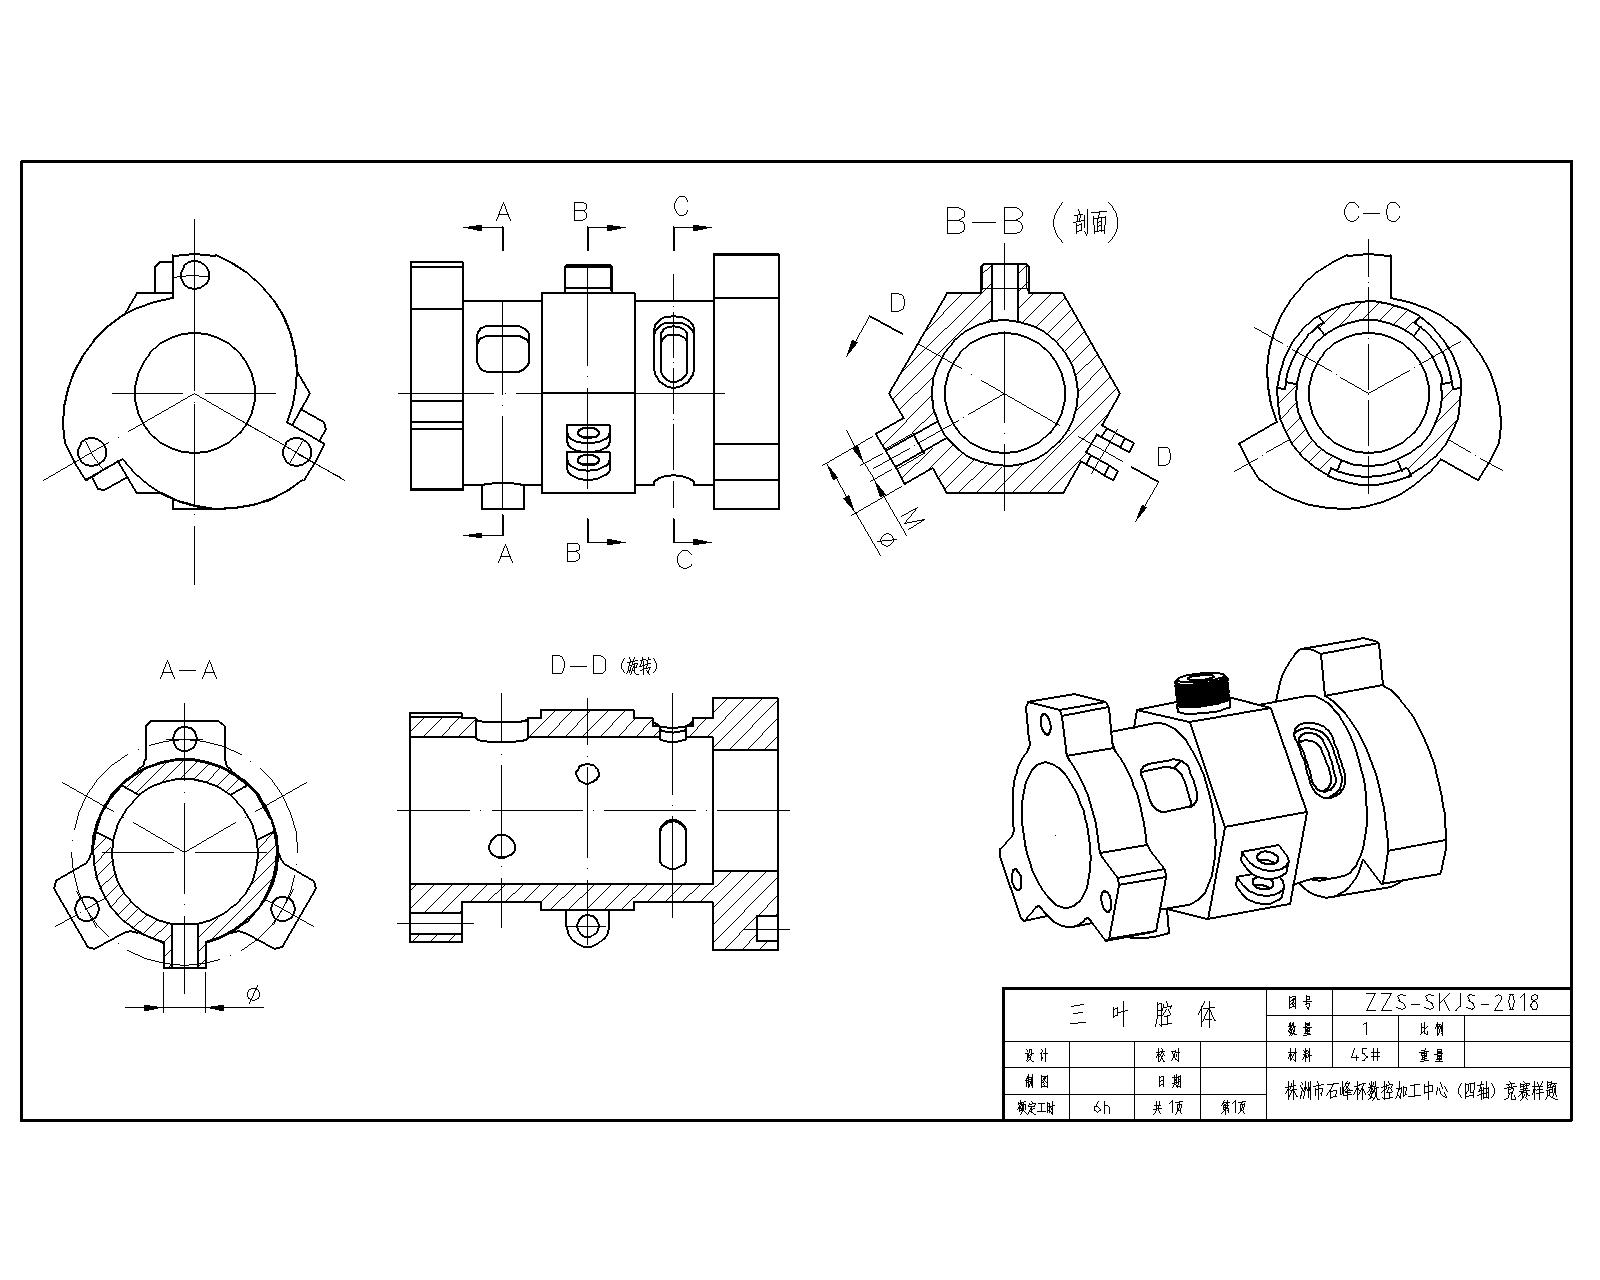 A
B
C
B-B (剖面)
C-C
D
D
M
Ø
A
B
C
A-A
D-D (旋转)
Ø
三 叶 腔 体
图号 ZZS-SKJS-2018
数量 1 比例
设计 校对 材料 45# 重量
制图 日期
额定工时 6h 共1页 第1页
株洲市石峰杯数控加工中心（四轴）竞赛样题